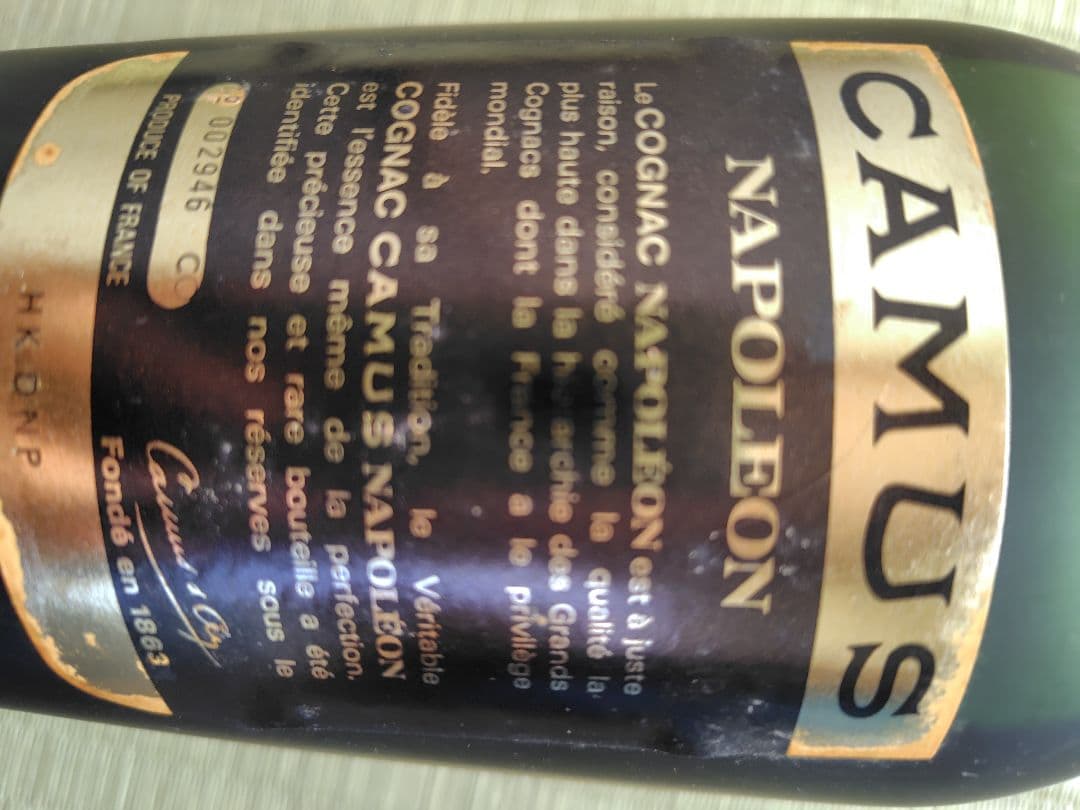 CAMUS
NAPOLEON
Le COGNAC NAPOLÉON est à juste
raison, considéré comme la qualité la
plus haute dans la hiérarchie des Grands
Cognacs dont la France a le privilège
mondial.
Fidèle à sa Tradition, le Véritable
COGNAC CAMUS NAPOLÉON
est l'essence même de la perfection.
Cette précieuse et rare bouteille a été
identifiée dans nos réserves sous le
No 002946 CC
PRODUCE OF FRANCE
Fondé en 1863
HKDNP